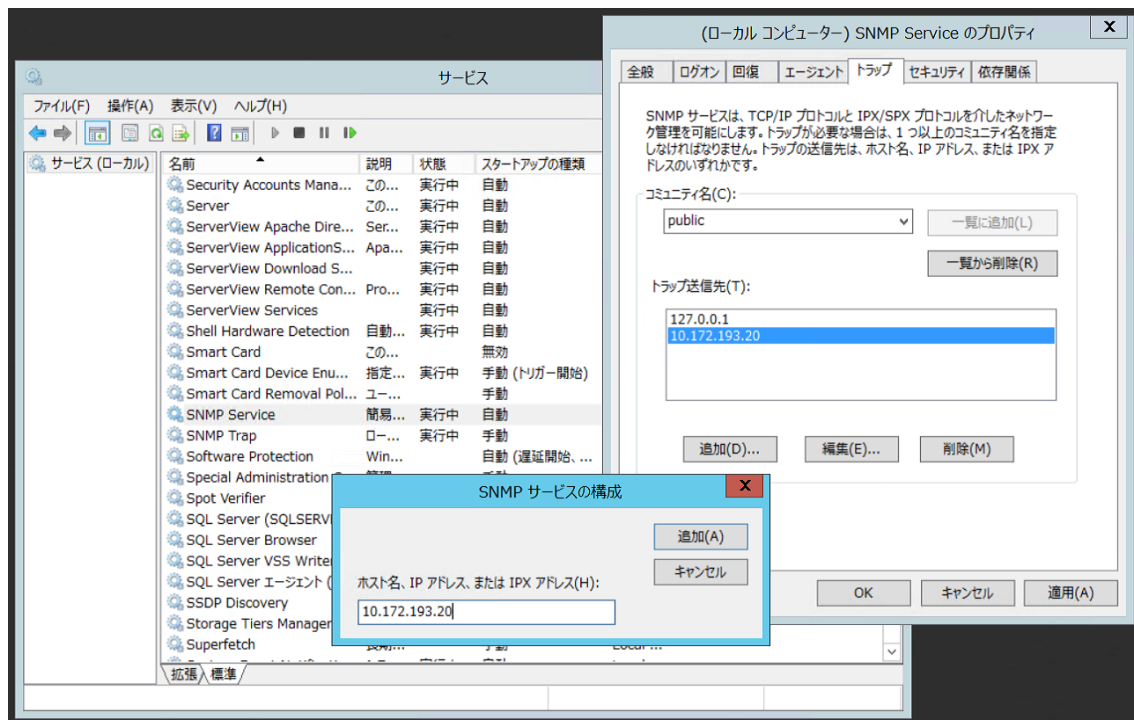 サービス
ファイル(F) 操作(A) 表示(V) ヘルプ(H)
サービス (ローカル)
名前 説明 状態 スタートアップの種類
Security Accounts Mana... この... 実行中 自動
Server この... 実行中 自動
ServerView Apache Dire... Ser... 実行中 自動
ServerView ApplicationS... Apa... 実行中 自動
ServerView Download S... 実行中 自動
ServerView Remote Con... Pro... 実行中 自動
ServerView Services 実行中 自動
Shell Hardware Detection 自動... 実行中 自動
Smart Card この... 無効
Smart Card Device Enu... 指定... 実行中 手動 (トリガー開始)
Smart Card Removal Pol... ユー... 手動
SNMP Service 簡易... 実行中 自動
SNMP Trap ロー... 実行中 手動
Software Protection Win... 自動 (遅延開始、...
Special Administration
Spot Verifier
SQL Server (SQLSERV
SQL Server Browser
SQL Server VSS Write
SQL Server エージェント (
SSDP Discovery
Storage Tiers Manager
Superfetch
拡張 標準
(ローカル コンピューター) SNMP Service のプロパティ
X
全般 ログオン 回復 エージェント トラップ セキュリティ 依存関係
SNMP サービスは、TCP/IP プロトコルと IPX/SPX プロトコルを介したネットワー
ク管理を可能にします。トラップが必要な場合は、1 つ以上のコミュニティ名を指定
しなければなりません。トラップの送信先は、ホスト名、IP アドレス、または IPX ア
ドレスのいずれかです。
コミュニティ名(C):
public
一覧に追加(L)
一覧から削除(R)
トラップ送信先(T):
127.0.0.1
10.172.193.20
追加(D)... 編集(E)... 削除(M)
OK キャンセル 適用(A)
SNMP サービスの構成
X
追加(A)
キャンセル
ホスト名、IP アドレス、または IPX アドレス(H):
10.172.193.20